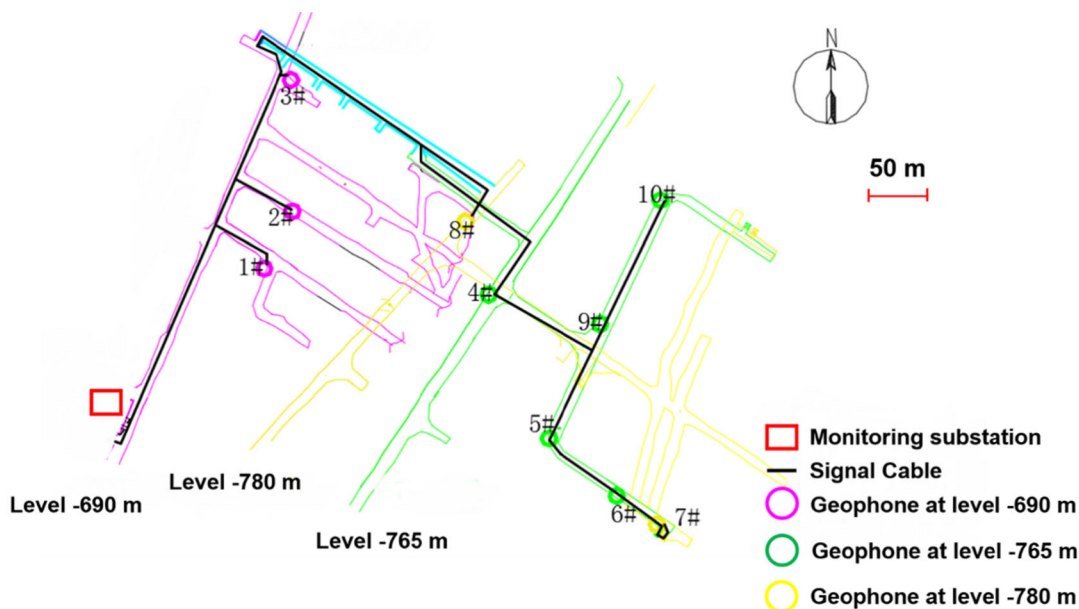 N
50 m
3#
2#
1#
8#
10#
4#
9#
5#
6#
7#
Level -690 m
Level -780 m
Level -765 m
Monitoring substation
Signal Cable
Geophone at level -690 m
Geophone at level -765 m
Geophone at level -780 m